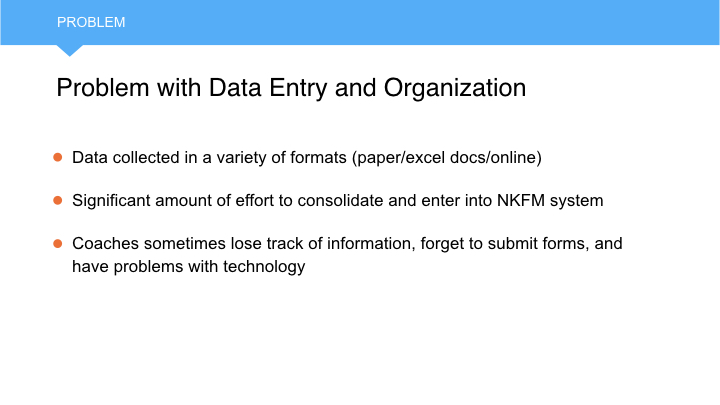 PROBLEM
Problem with Data Entry and Organization
Data collected in a variety of formats (paper/excel docs/online)
Significant amount of effort to consolidate and enter into NKFM system
Coaches sometimes lose track of information, forget to submit forms, and
have problems with technology